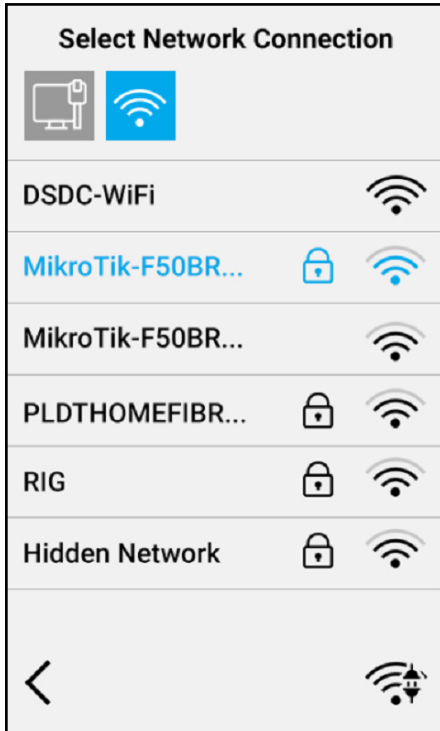 Select Network Connection
DSDC-WiFi
MikroTik-F50BR...
MikroTik-F50BR...
PLDTHOMEFIBR...
RIG
Hidden Network